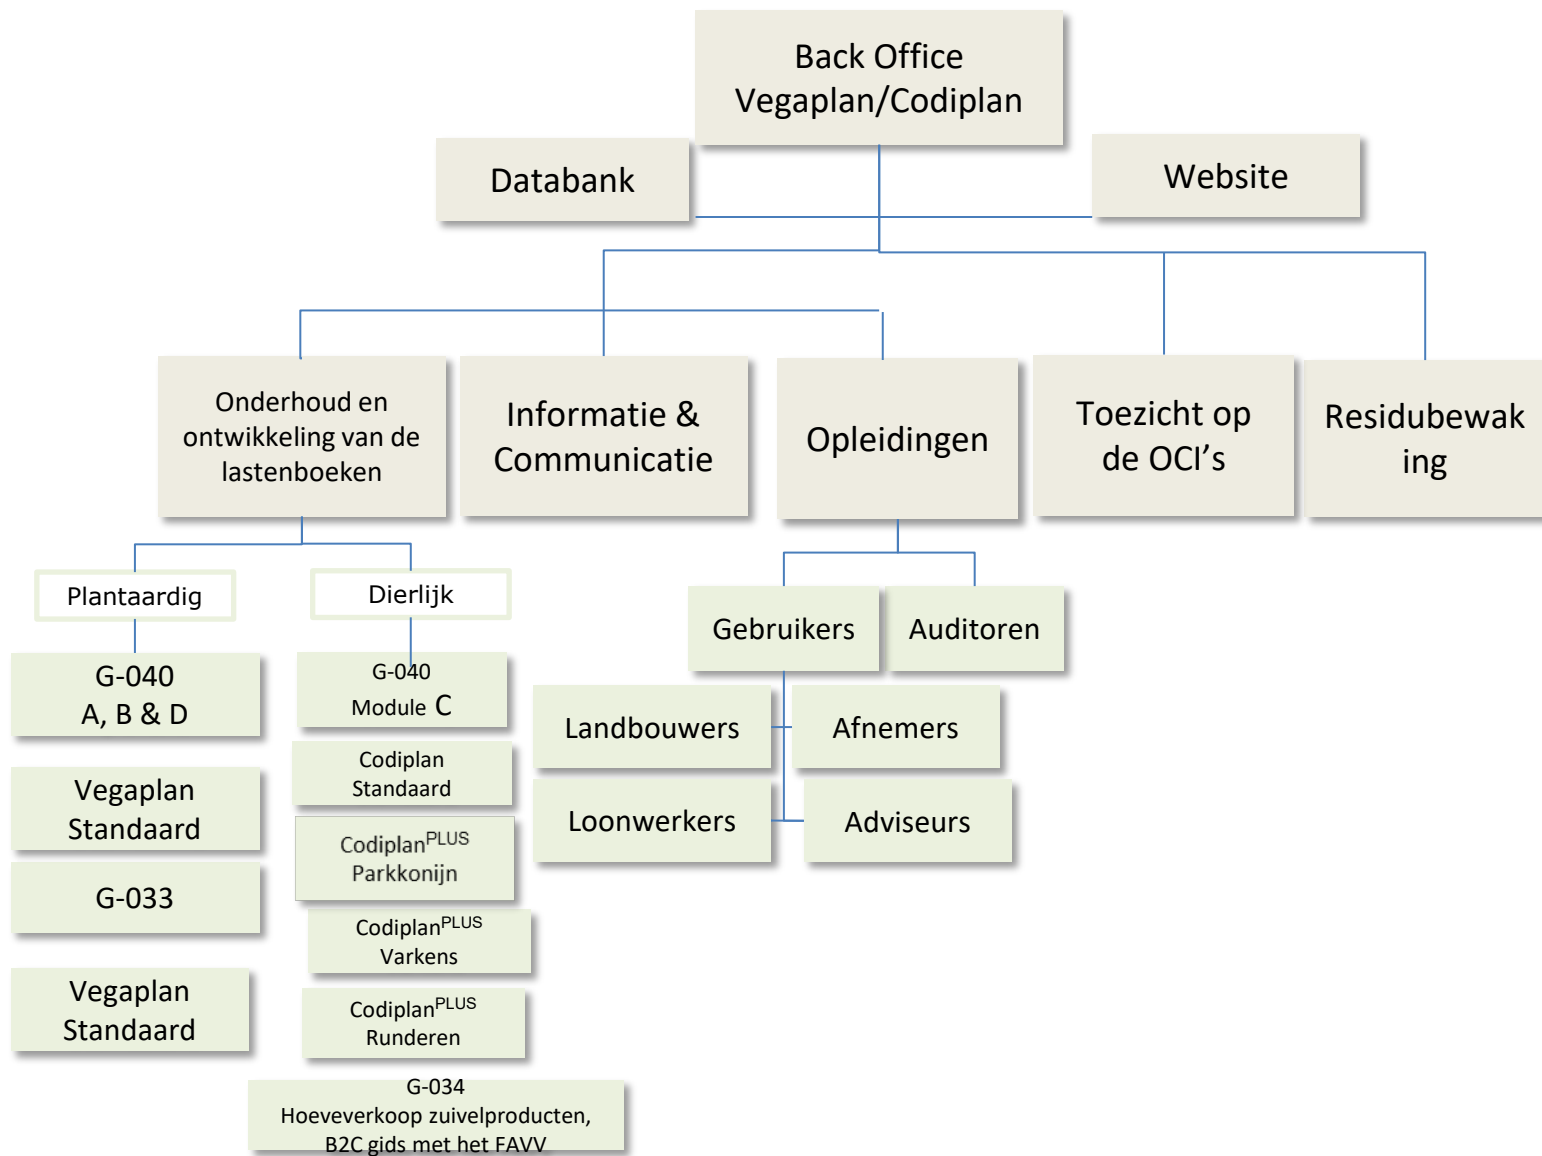 Back Office
Vegaplan/Codiplan
Databank
Website
Onderhoud en
ontwikkeling van de
lastenboeken
Informatie &
Communicatie
Opleidingen
Toezicht op
de OCI’s
Residubewak
ing
Plantaardig
Dierlijk
G-040
A, B & D
Vegaplan
Standaard
G-033
Vegaplan
Standaard
G-040
Module C
Codiplan
Standaard
CodiplanPLUS
Parkkonijn
CodiplanPLUS
Varkens
CodiplanPLUS
Runderen
G-034
Hoeveverkoop zuivelproducten,
B2C gids met het FAVV
Gebruikers
Auditoren
Landbouwers
Afnemers
Loonwerkers
Adviseurs